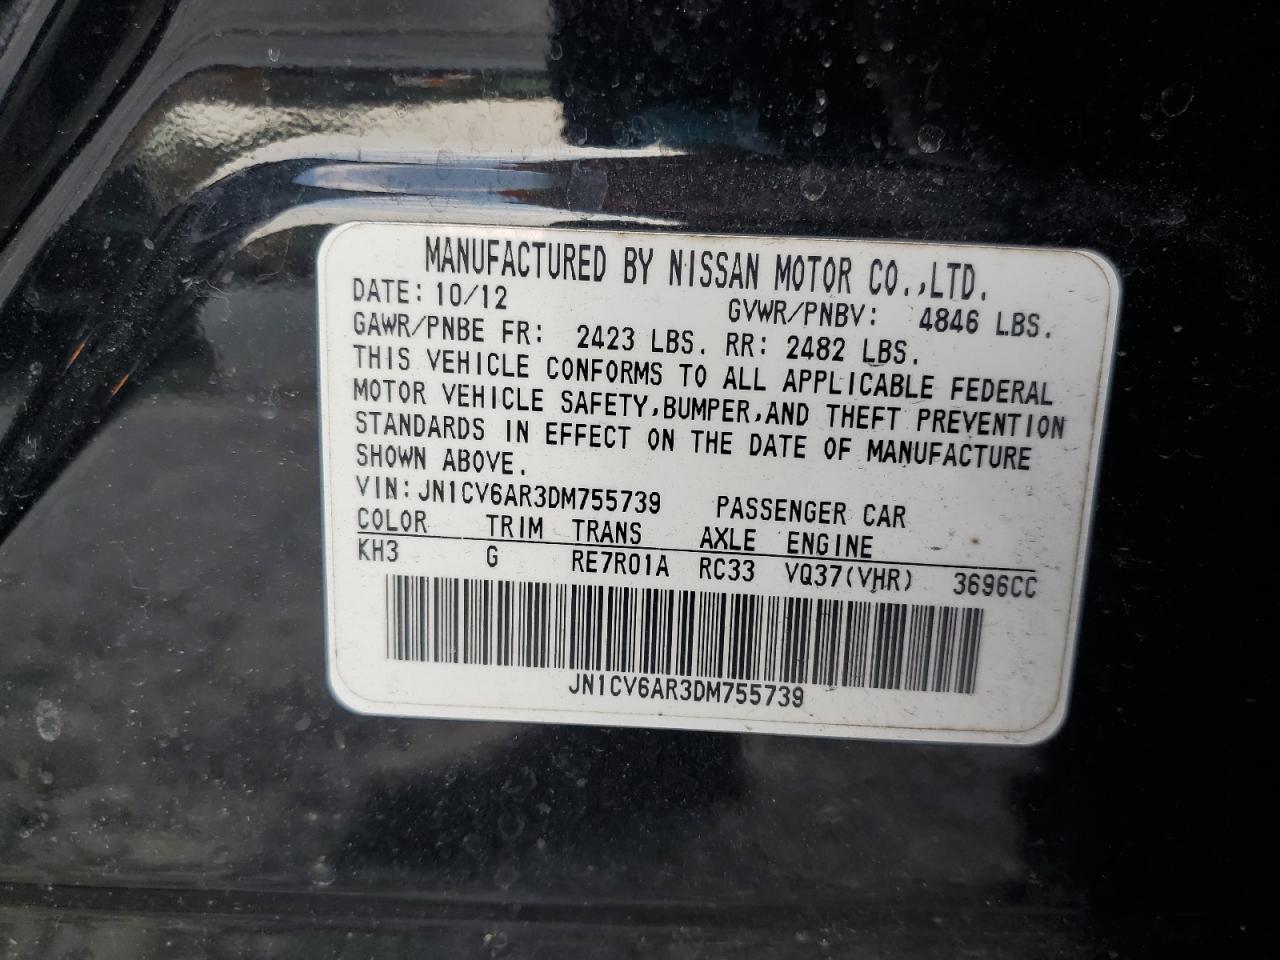 MANUFACTURED BY NISSAN MOTOR CO.,LTD.
DATE: 10/12 GVWR/PNBV: 4846 LBS.
GAWR/PNBE FR: 2423 LBS. RR: 2482 LBS.
THIS VEHICLE CONFORMS TO ALL APPLICABLE FEDERAL
MOTOR VEHICLE SAFETY,BUMPER,AND THEFT PREVENTION
STANDARDS IN EFFECT ON THE DATE OF MANUFACTURE
SHOWN ABOVE.
VIN: JN1CV6AR3DM755739 PASSENGER CAR
COLOR TRIM TRANS AXLE ENGINE
KH3 G RE7R01A RC33 VQ37(VHR) 3696CC
JN1CV6AR3DM755739